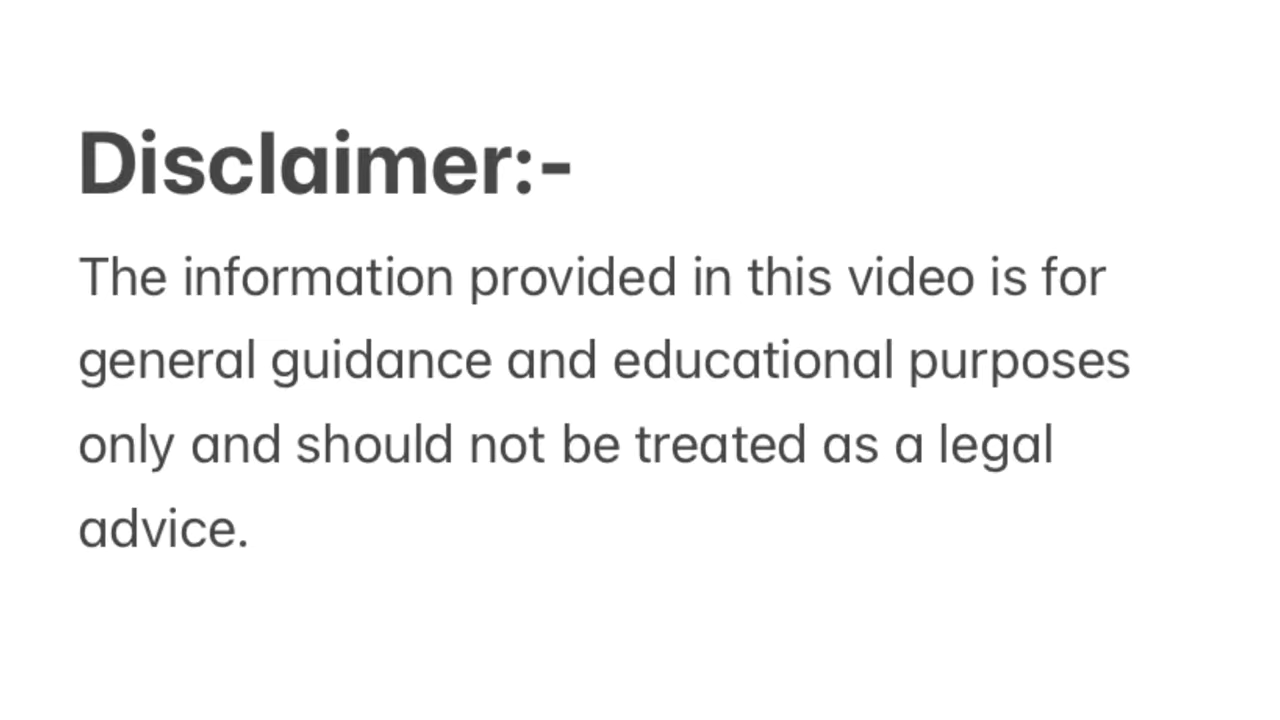 Disclaimer:-
The information provided in this video is for
general guidance and educational purposes
only and should not be treated as a legal
advice.